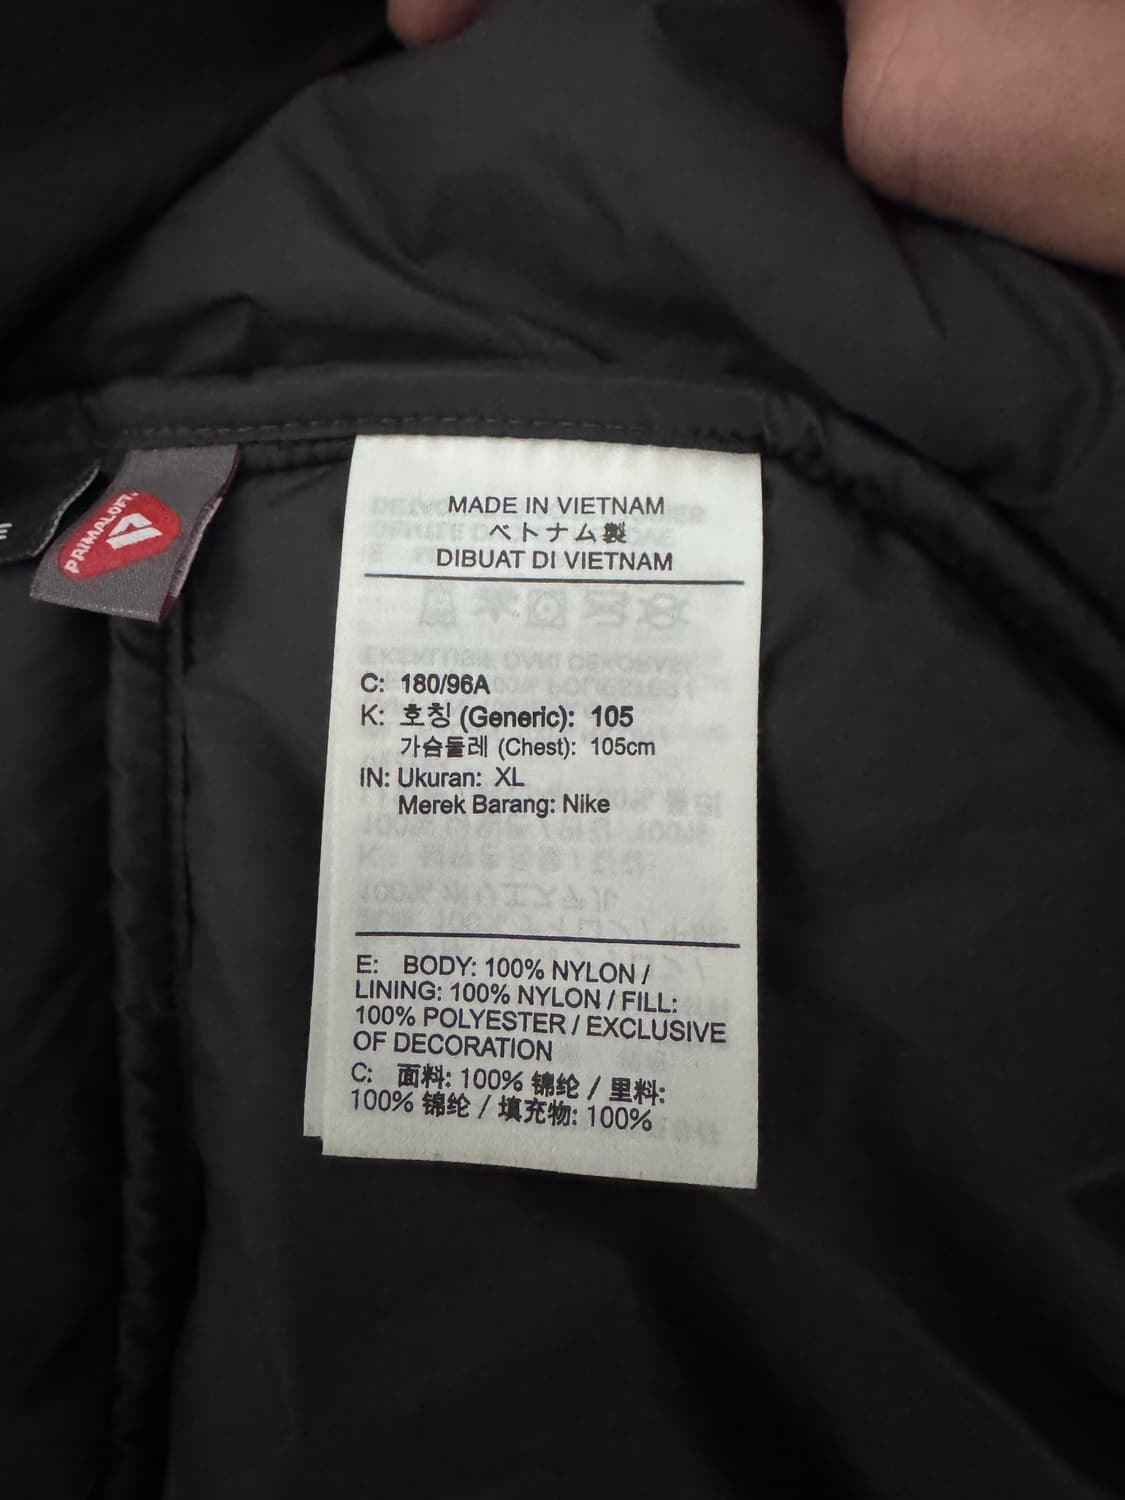 PRIMALOFT
MADE IN VIETNAM
ベトナム製
DIBUAT DI VIETNAM
C: 180/96A
K: 호칭 (Generic): 105
가슴둘레 (Chest): 105cm
IN: Ukuran: XL
Merek Barang: Nike
E: BODY: 100% NYLON /
LINING: 100% NYLON / FILL:
100% POLYESTER / EXCLUSIVE
OF DECORATION
C: 面料: 100% 锦纶 / 里料:
100% 锦纶 / 填充物: 100%